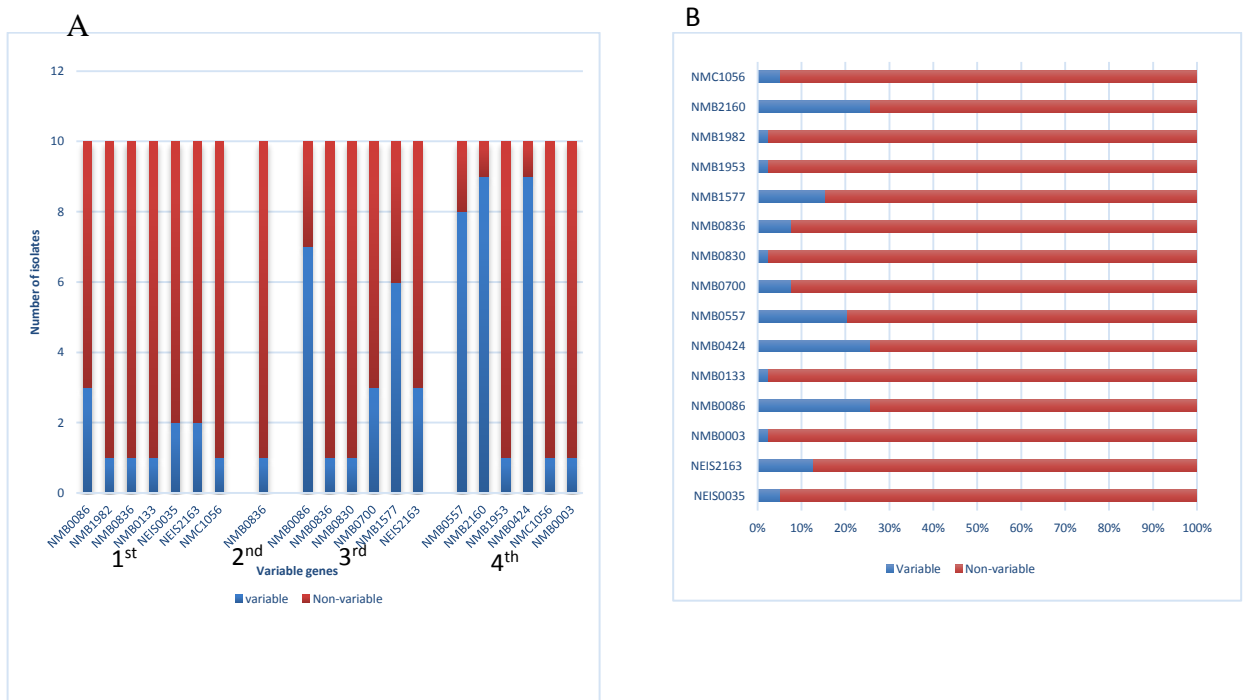 A
12
10
8
6
4
2
0
Number of isolates
NMB0086
NMB1982
NMB0836
NMB0133
NEIS0035
NEIS2163
NMC1056
NMB0836
NMB0086
NMB0836
NMB0830
NMB0700
NMB1577
NEIS2163
NMB0557
NMB2160
NMB1953
NMB0424
NMC1056
NMB0003
1st 2nd 3rd 4th
Variable genes
variable Non-variable
B
NMC1056
NMB2160
NMB1982
NMB1953
NMB1577
NMB0836
NMB0830
NMB0700
NMB0557
NMB0424
NMB0133
NMB0086
NMB0003
NEIS2163
NEIS0035
0% 10% 20% 30% 40% 50% 60% 70% 80% 90% 100%
Variable Non-variable